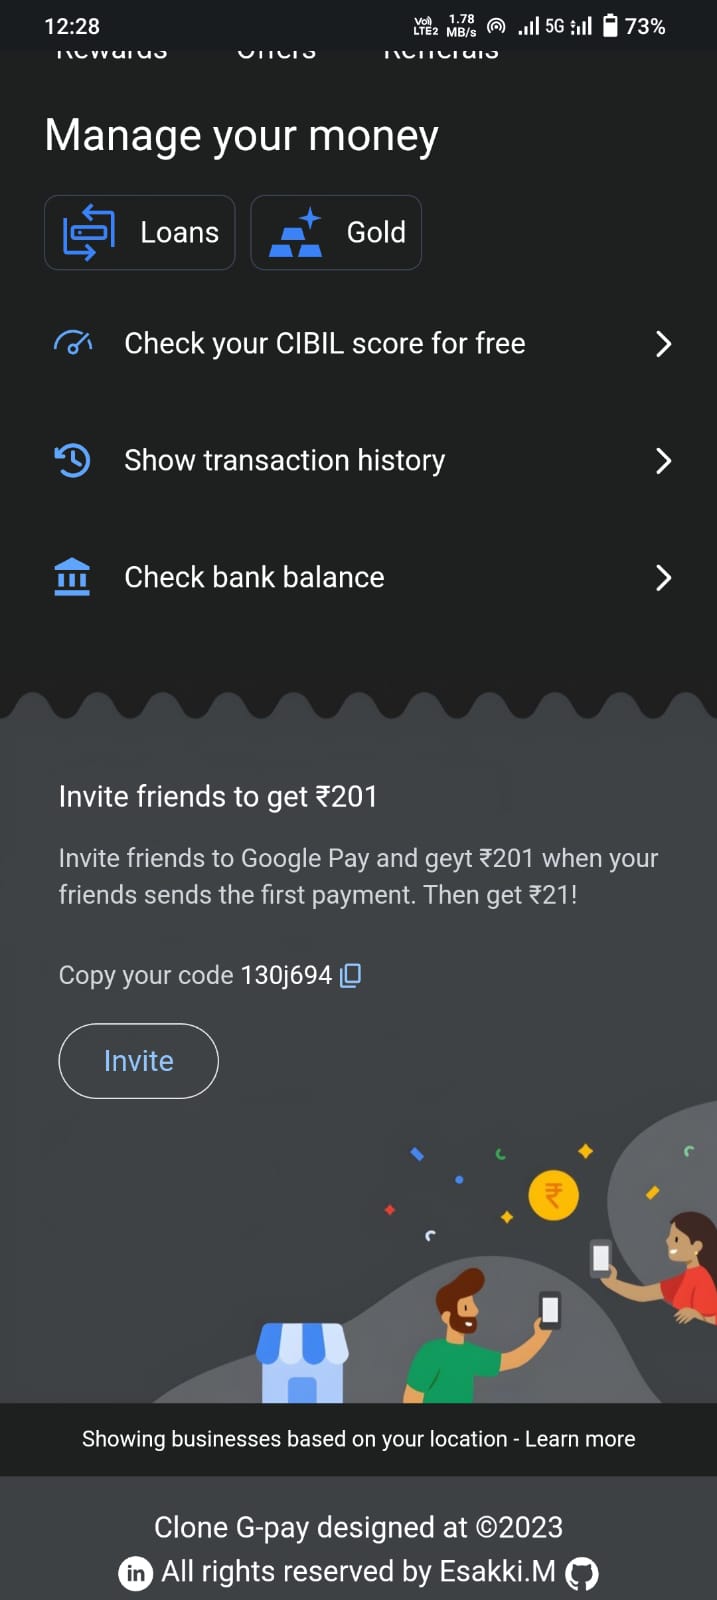 12:28
Vo)
LTE2
1.78
MB/s
5G
73%
Rewards Offers Referrals
Manage your money
Loans
Gold
Check your CIBIL score for free
Show transaction history
Check bank balance
Invite friends to get ₹201
Invite friends to Google Pay and geyt ₹201 when your
friends sends the first payment. Then get ₹21!
Copy your code 130j694
Invite
₹
Showing businesses based on your location - Learn more
Clone G-pay designed at ©2023
in All rights reserved by Esakki.M